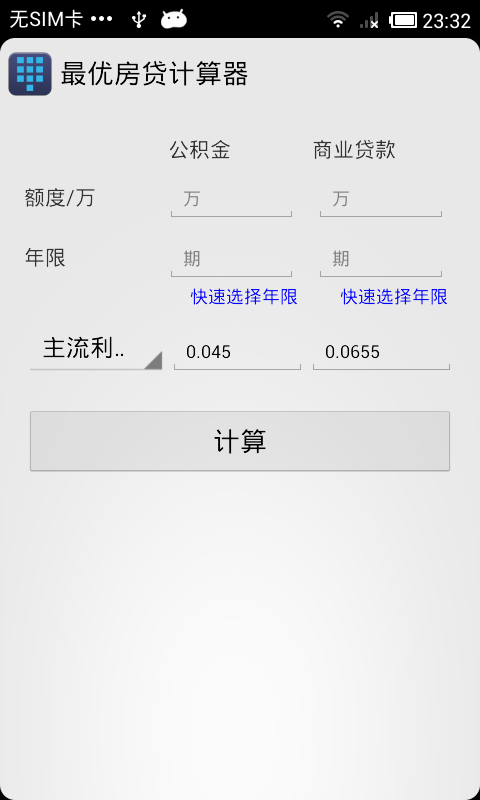 无SIM卡 ••• 23:32
最优房贷计算器
公积金 商业贷款
额度/万 万 万
年限 期 期
快速选择年限 快速选择年限
主流利.. 0.045 0.0655
计算